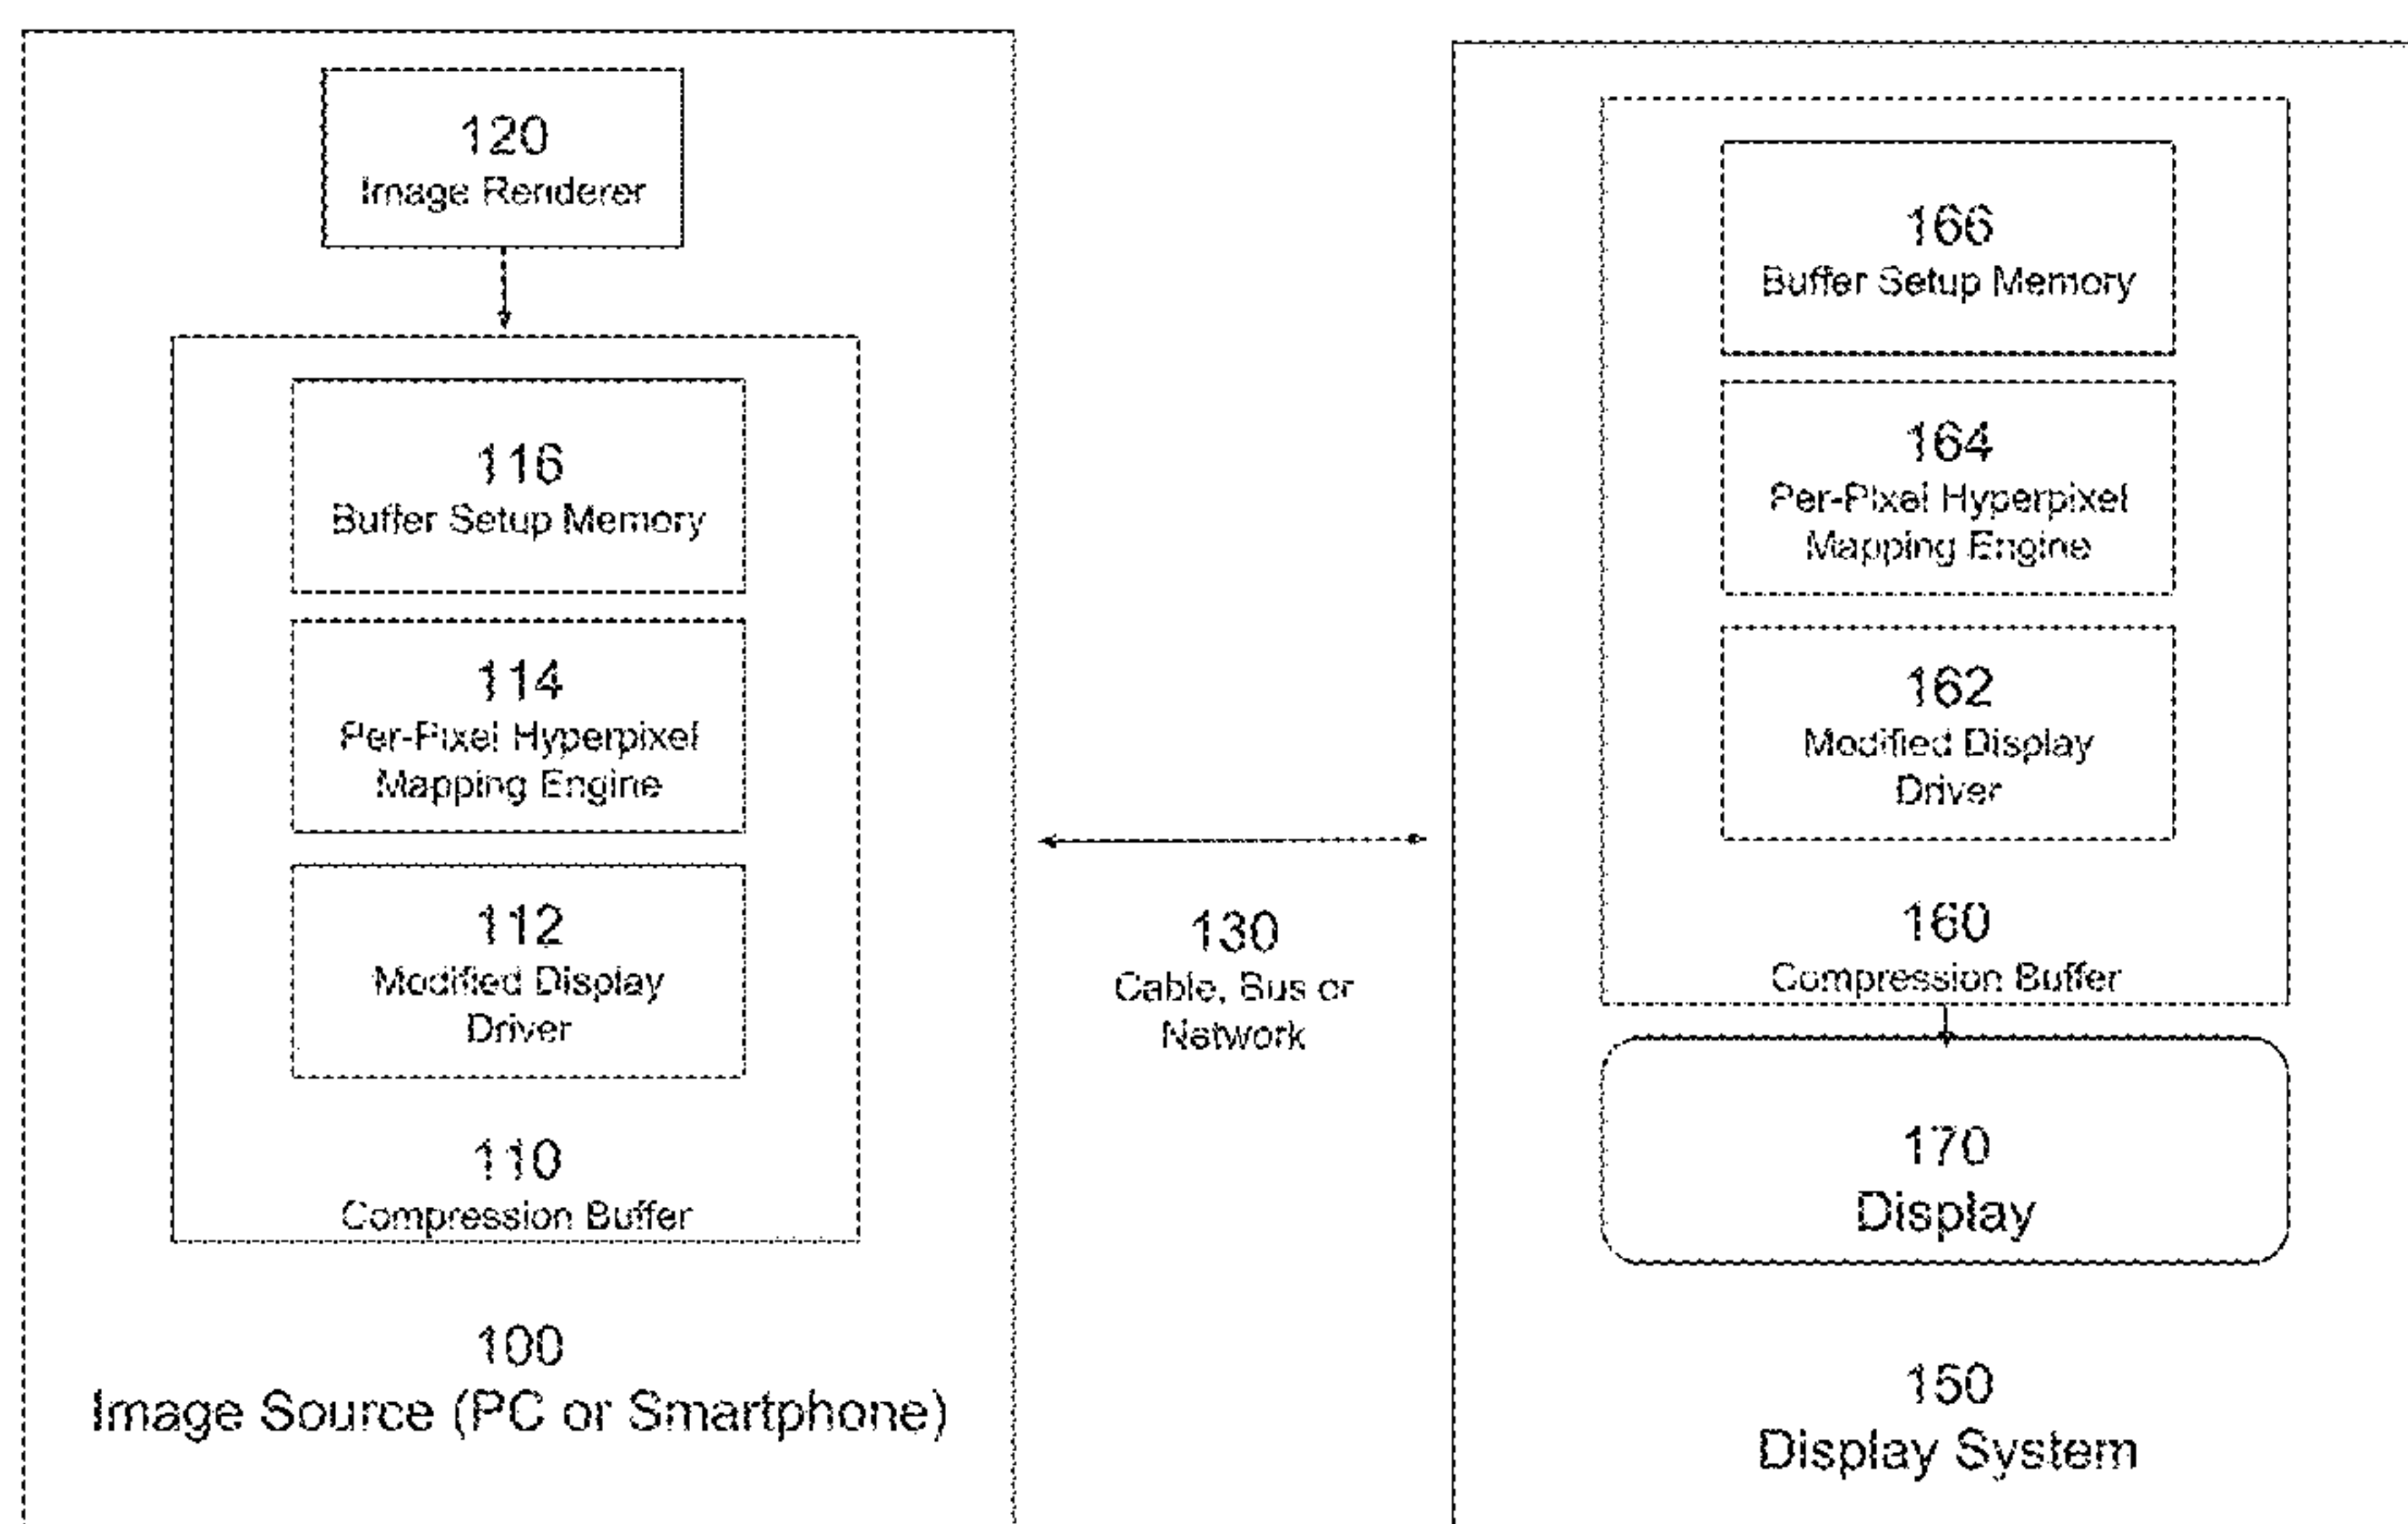 120
Image Renderer
116
Buffer Setup Memory
114
Per-Pixel Hyperpixel
Mapping Engine
112
Modified Display
Driver
110
Compression Buffer
100
Image Source (PC or Smartphone)
130
Cable, Bus or
Network
166
Buffer Setup Memory
164
Per-Pixel Hyperpixel
Mapping Engine
162
Modified Display
Driver
160
Compression Buffer
170
Display
150
Display System